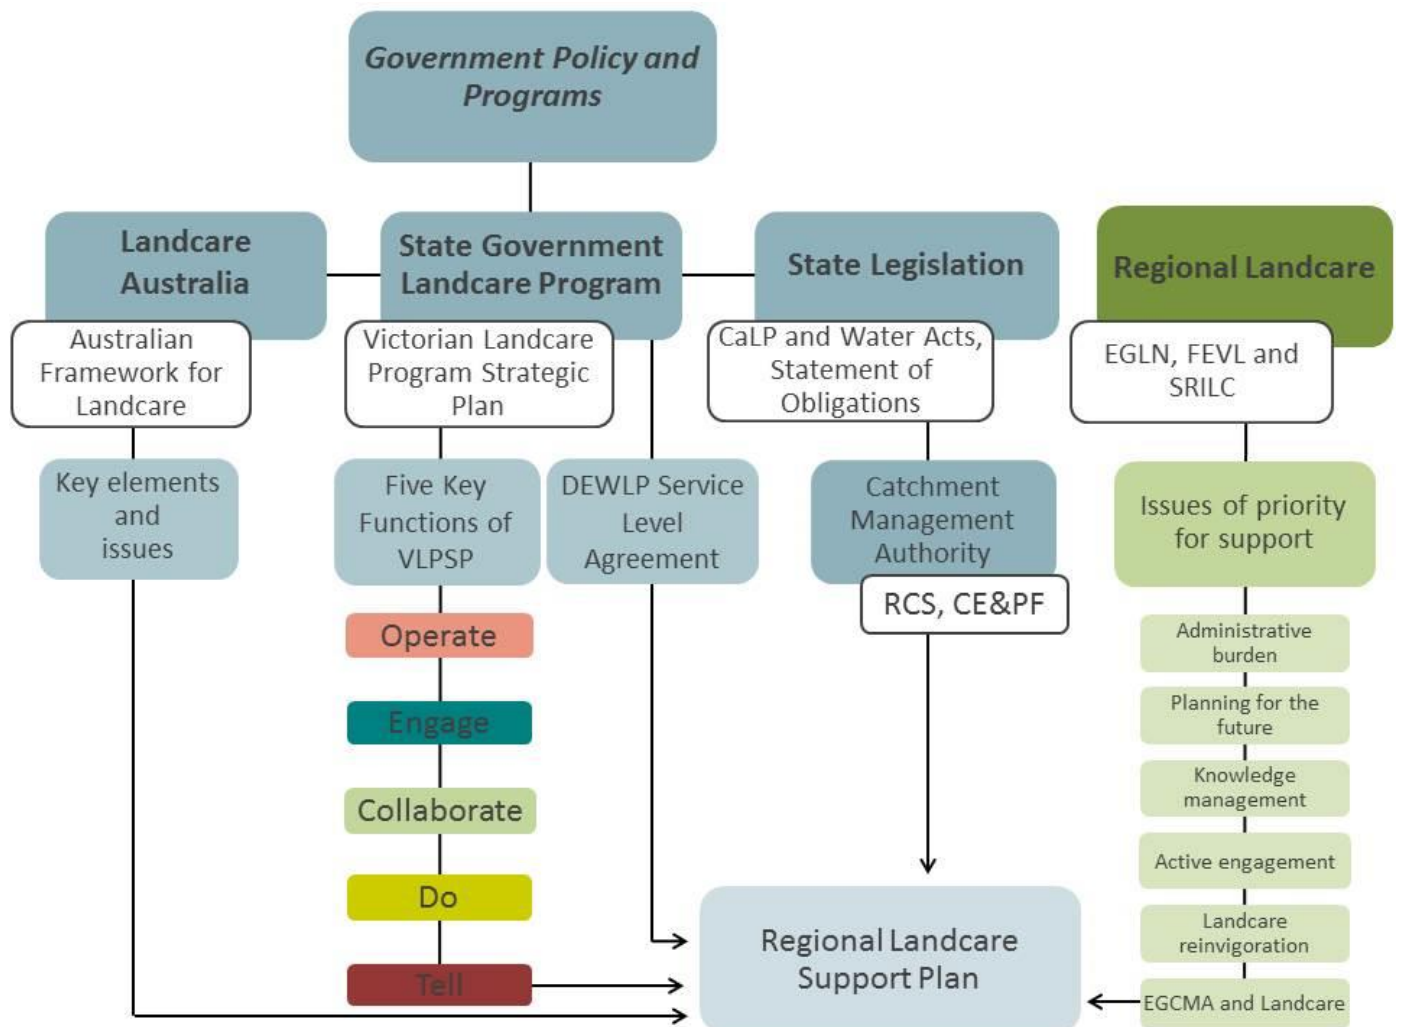 Government Policy and
Programs
Landcare
Australia
State Government
Landcare Program
State Legislation
Regional Landcare
Australian
Framework for
Landcare
Victorian Landcare
Program Strategic
Plan
CaLP and Water Acts,
Statement of
Obligations
EGLN, FEVL and
SRILC
Key elements
and
issues
Five Key
Functions of
VLPSP
DEWLP Service
Level
Agreement
Catchment
Management
Authority
RCS, CE&PF
Issues of priority
for support
Operate
Engage
Collaborate
Do
Tell
Administrative
burden
Planning for the
future
Knowledge
management
Active engagement
Landcare
reinvigoration
EGCMA and Landcare
Regional Landcare
Support Plan